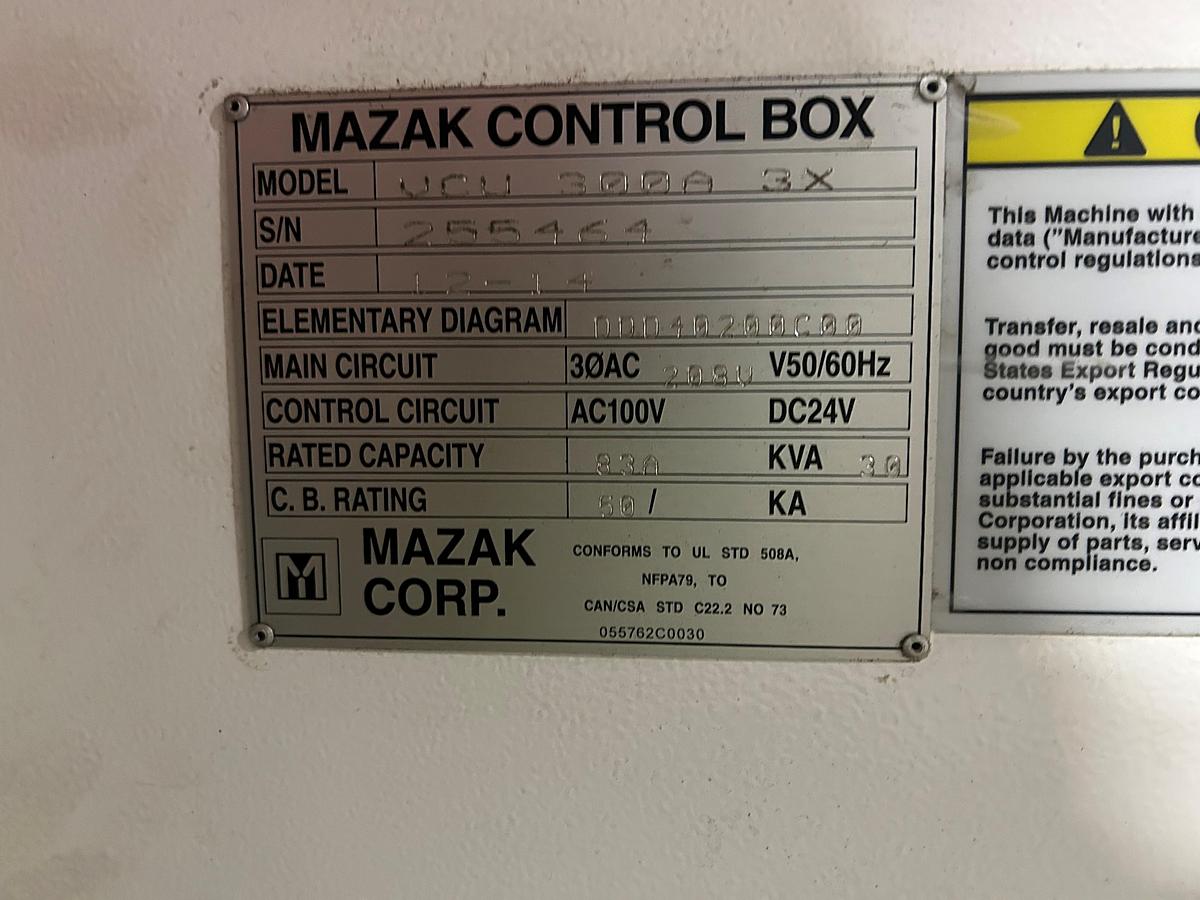 MAZAK CONTROL BOX
MODEL VCU 300A 3X
S/N 255464
DATE 12-14
ELEMENTARY DIAGRAM DDD40200C00
MAIN CIRCUIT 3ØAC 208V V50/60Hz
CONTROL CIRCUIT AC100V DC24V
RATED CAPACITY 83A KVA 30
C. B. RATING 50 / KA
M MAZAK
CORP.
CONFORMS TO UL STD 508A,
NFPA79, TO
CAN/CSA STD C22.2 NO 73
055762C0030
This Machine with
data ("Manufacture
control regulations
Transfer, resale and
good must be cond
States Export Regu
country's export co
Failure by the purch
applicable export co
substantial fines or
Corporation, its affil
supply of parts, serv
non compliance.